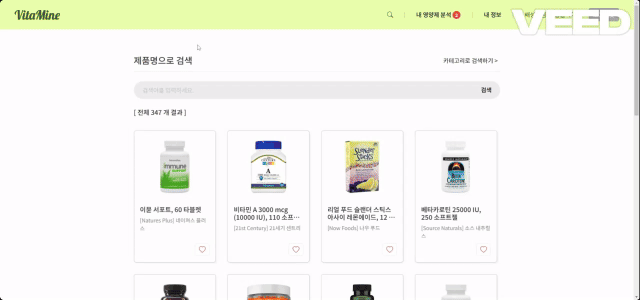 VitaMine
내 영양제 분석 2
내 정보
VEED
제품명으로 검색
카테고리로 검색하기 >
검색어를 입력하세요
검색
[ 전체 347 개 결과 ]
이뮨 서포트, 60 타블렛
[Natures Plus] 네이처스 플러스
비타민 A 3000 mcg (10000 IU), 110 소프...
[21st Century] 21세기 센트리
리얼 푸드 슬렌더 스틱스 아사이 레몬에이드, 12 ...
[Now Foods] 나우 푸드
베타카로틴 25000 IU, 250 소프트젤
[Source Naturals] 소스 내추럴스